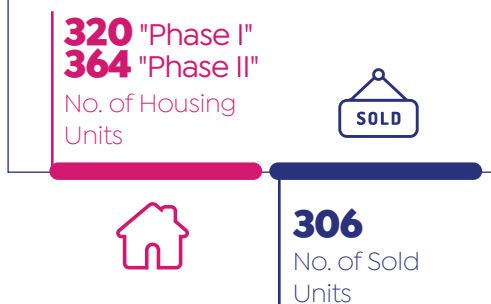 320 "Phase I"
364 "Phase II"
No. of Housing
Units
SOLD
306
No. of Sold
Units